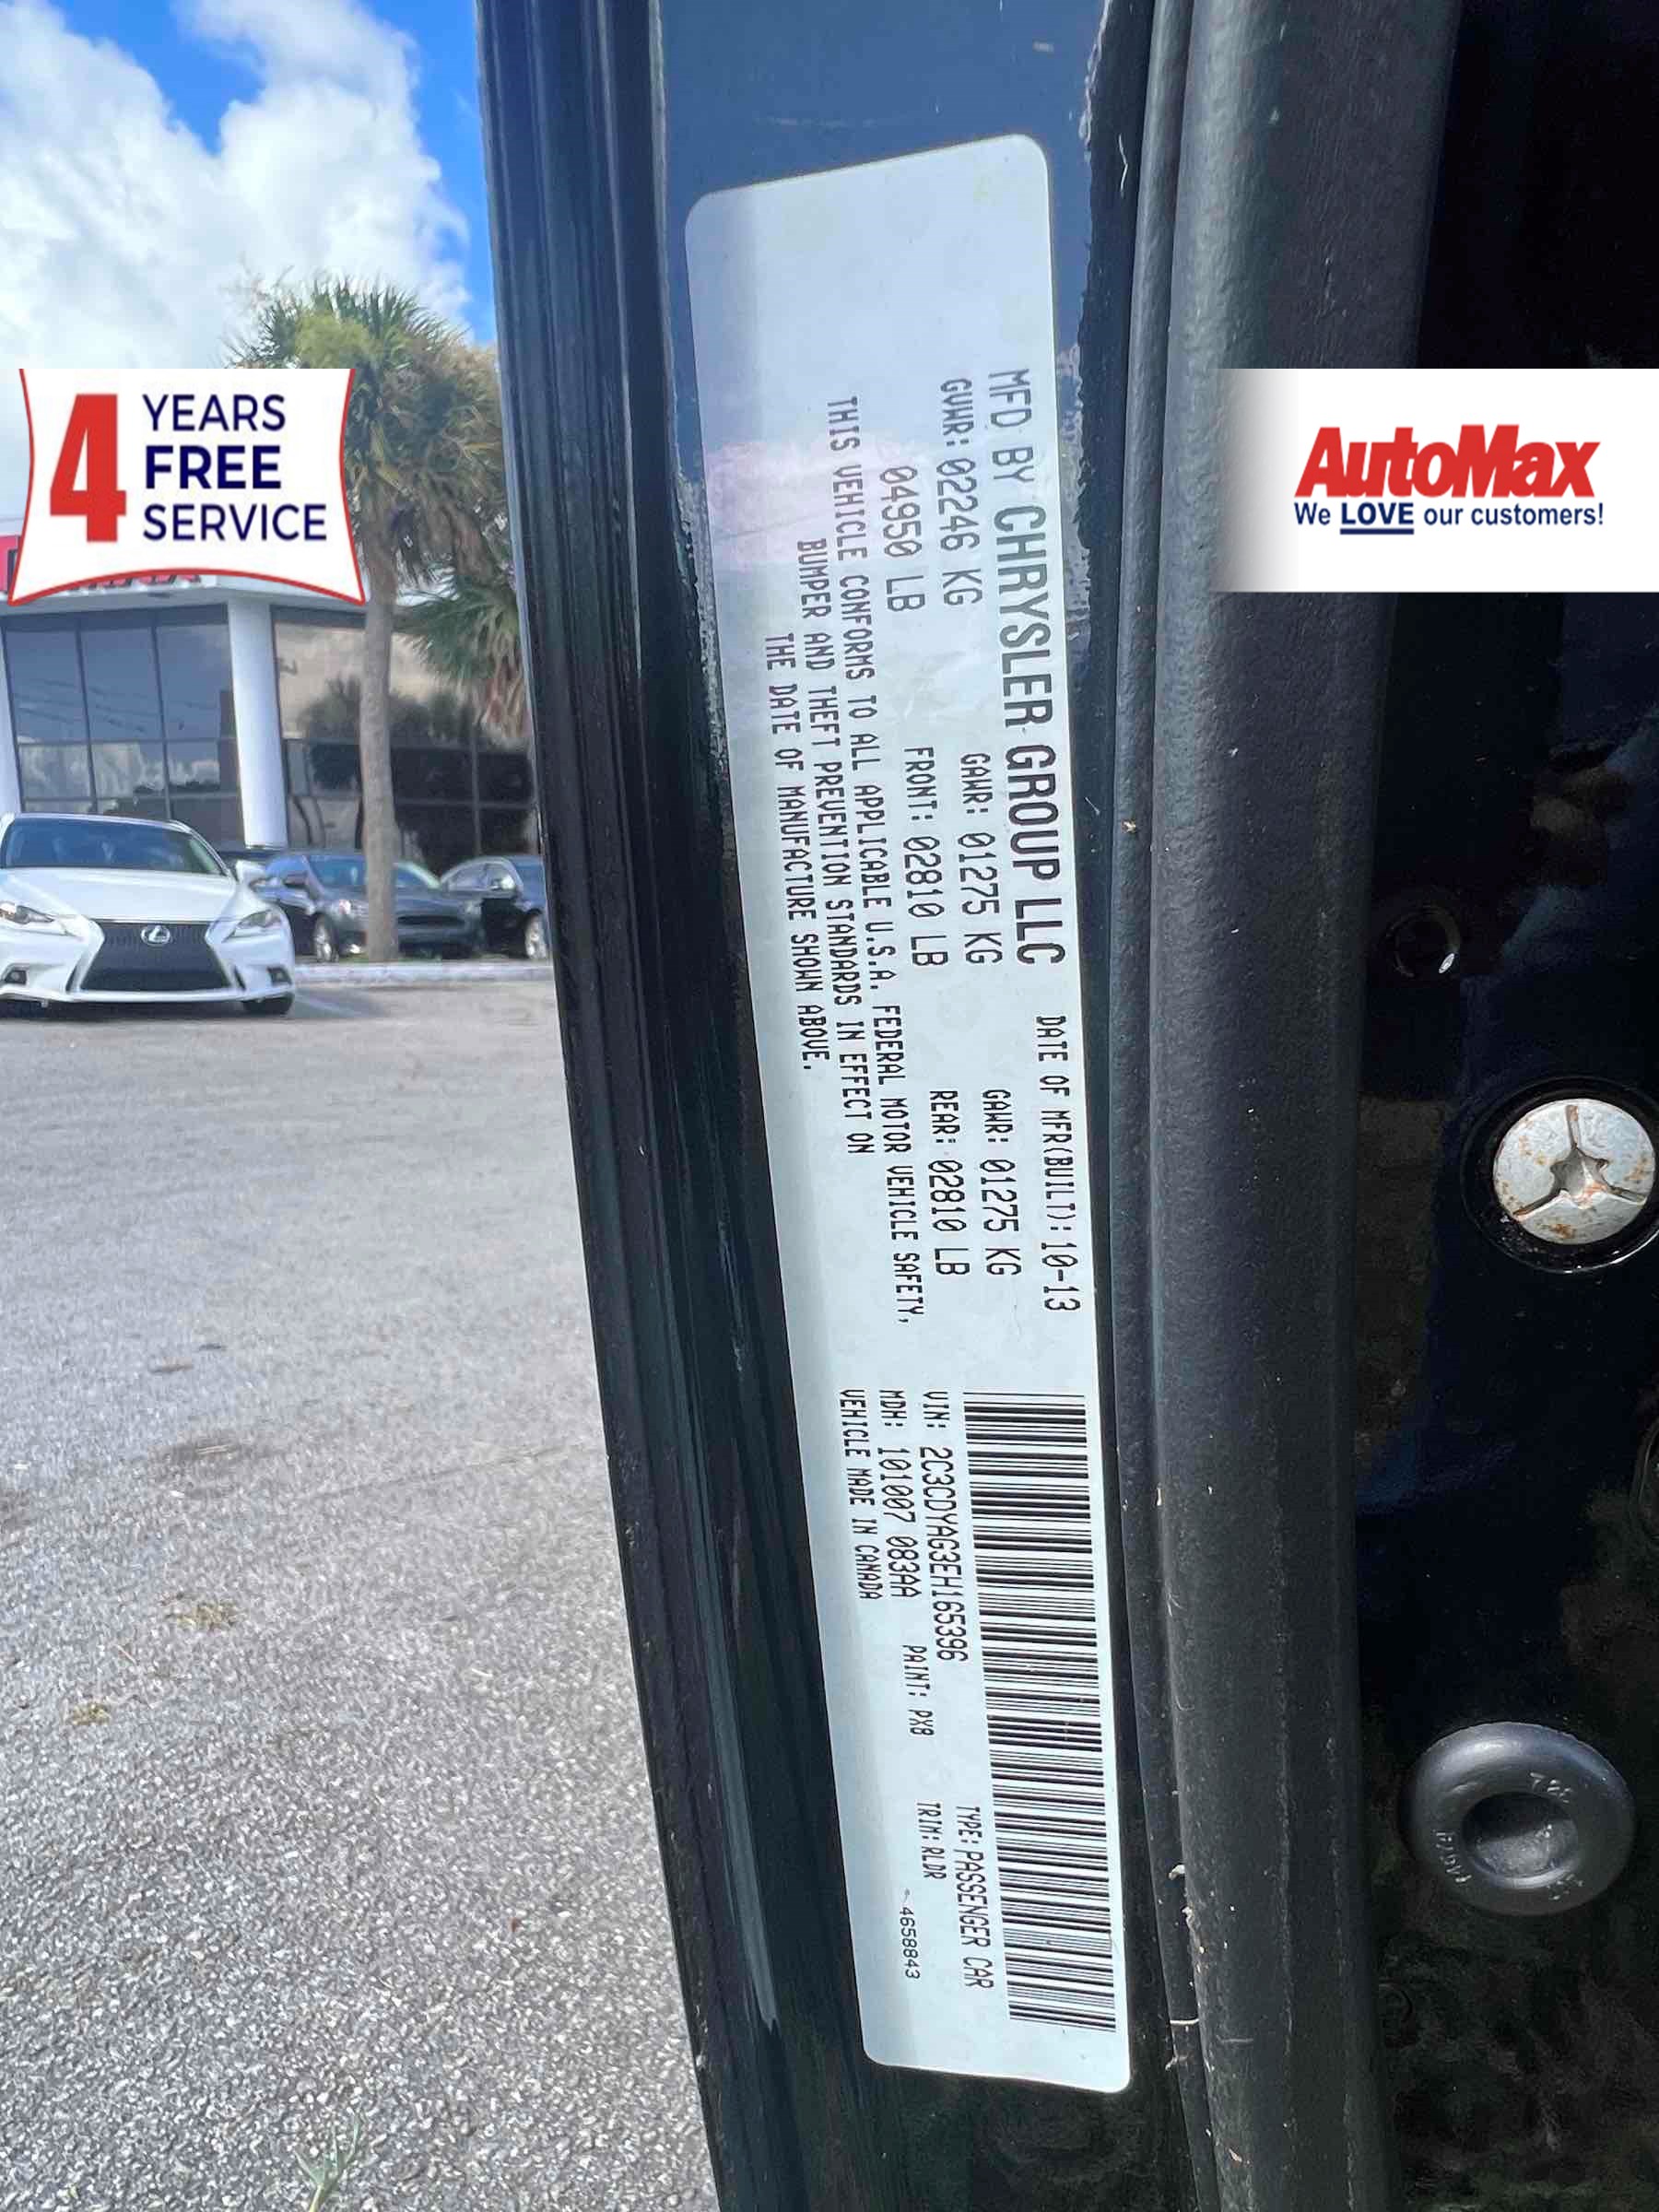 4
YEARS
FREE
SERVICE
AutoMax
We LOVE our customers!
MFD BY CHRYSLER GROUP LLC
DATE OF MFR(BUILT): 10-13
GVWR: 02246 KG
GAWR: 01275 KG
GAWR: 01275 KG
04950 LB
FRONT: 02810 LB
REAR: 02810 LB
THIS VEHICLE CONFORMS TO ALL APPLICABLE U.S.A. FEDERAL MOTOR VEHICLE SAFETY,
BUMPER AND THEFT PREVENTION STANDARDS IN EFFECT ON
THE DATE OF MANUFACTURE SHOWN ABOVE.
VIN: 2C3CDYAG3EH165396
TYPE: PASSENGER CAR
MDH: 101007 083AA
PAINT: PX8
TRIM: RLDR
VEHICLE MADE IN CANADA
4658843